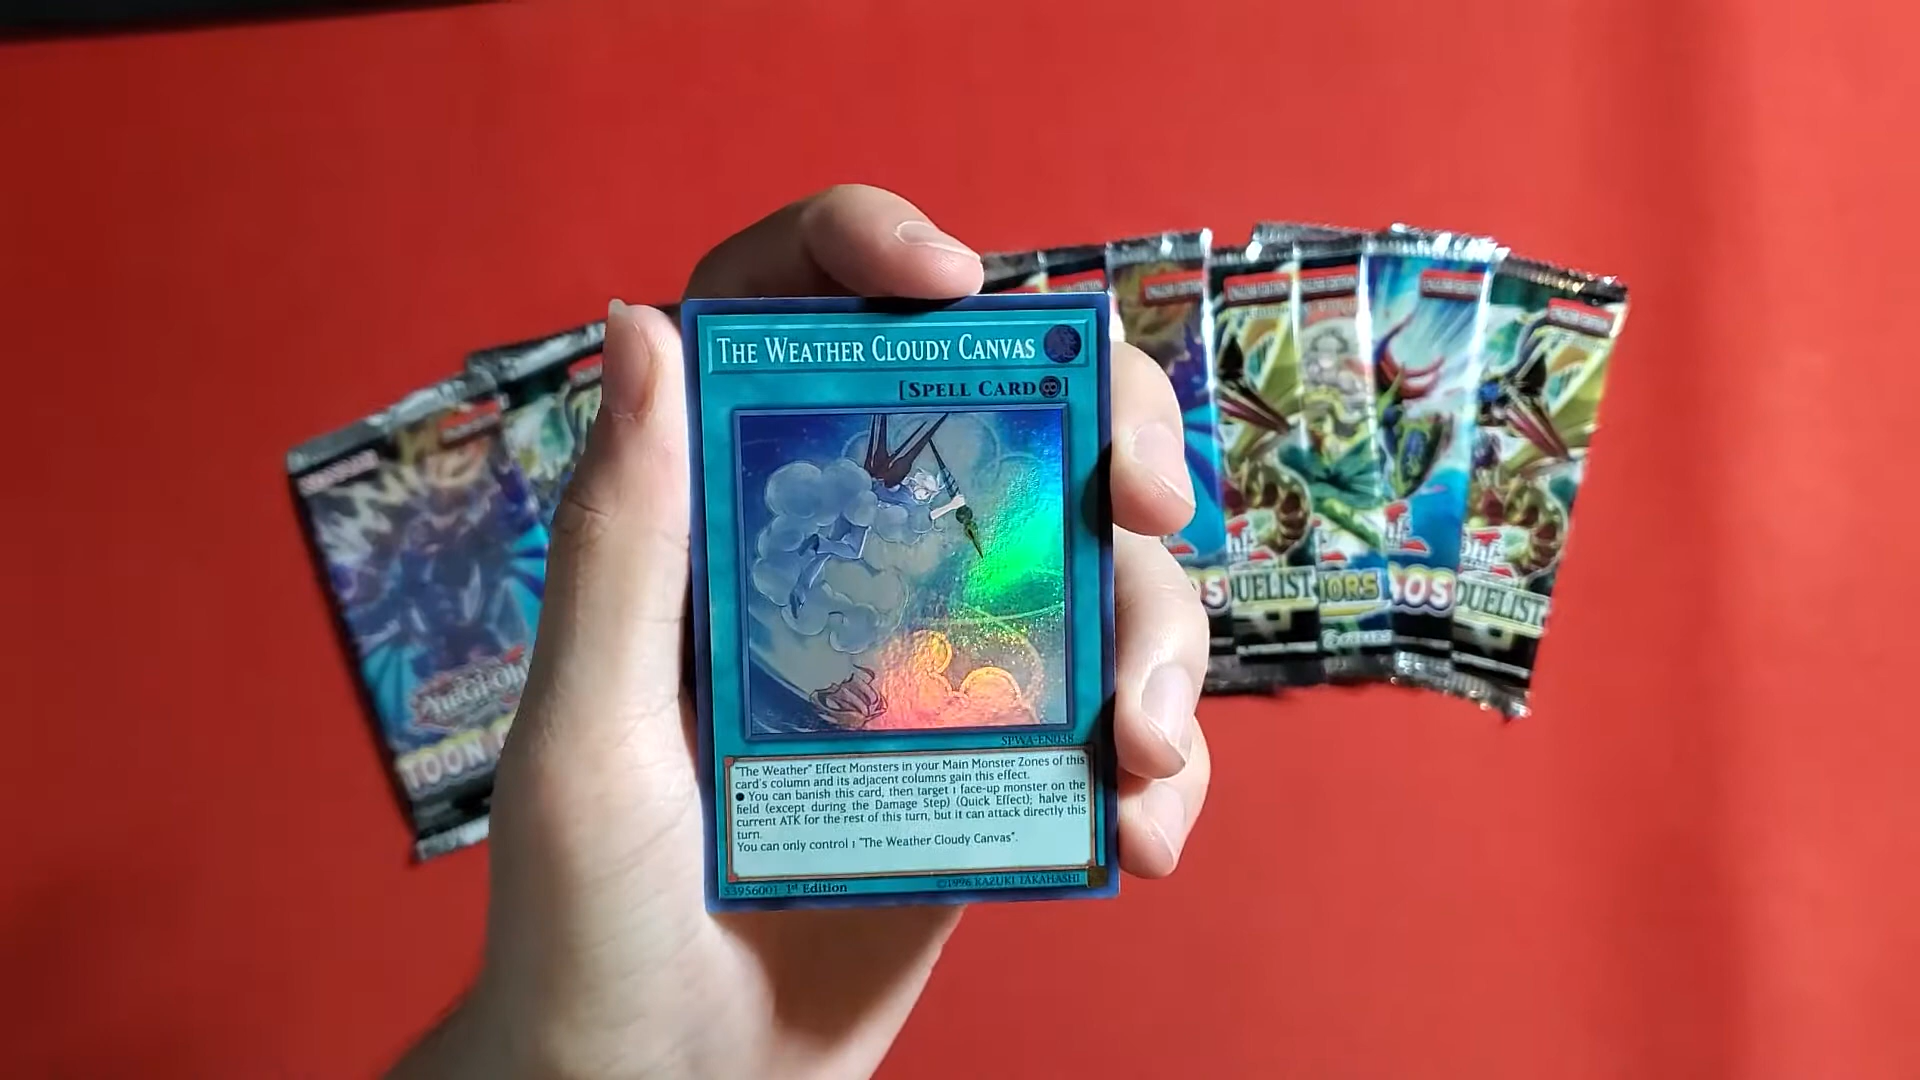 THE WEATHER CLOUDY CANVAS
[SPELL CARD]
SPWA-EN038
"The Weather" Effect Monsters in your Main Monster Zones of this
card's column and its adjacent columns gain this effect.
● You can banish this card, then target 1 face-up monster on the
field (except during the Damage Step) (Quick Effect); halve its
current ATK for the rest of this turn, but it can attack directly this
turn.
You can only control 1 "The Weather Cloudy Canvas".
53956001 1st Edition
©1996 KAZUKI TAKAHASHI
TOON
DUELIST
DUELIST